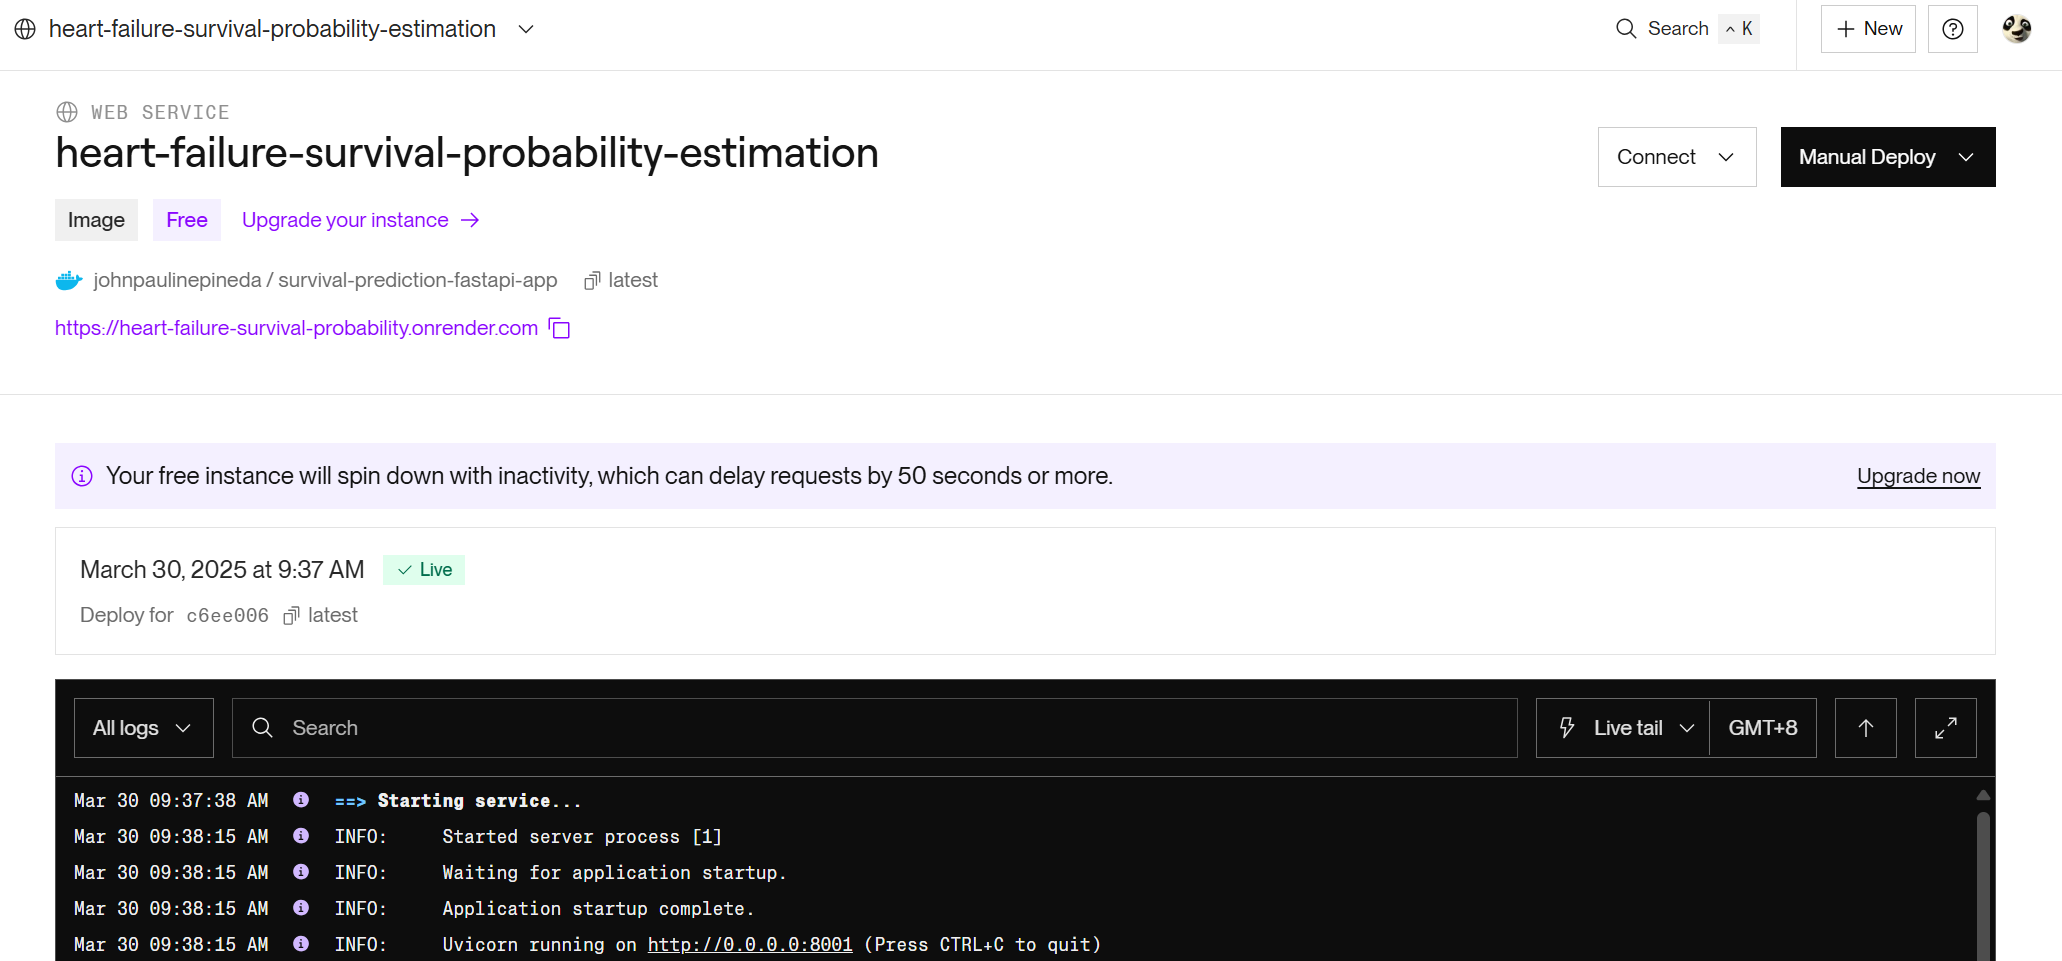 heart-failure-survival-probability-estimation
Search ^ K
+ New
WEB SERVICE
heart-failure-survival-probability-estimation
Connect
Manual Deploy
Image Free Upgrade your instance →
johnpaulinepineda / survival-prediction-fastapi-app latest
https://heart-failure-survival-probability.onrender.com
Your free instance will spin down with inactivity, which can delay requests by 50 seconds or more.
Upgrade now
March 30, 2025 at 9:37 AM Live
Deploy for c6ee006 latest
All logs Search Live tail GMT+8
Mar 30 09:37:38 AM ==> Starting service...
Mar 30 09:38:15 AM INFO: Started server process [1]
Mar 30 09:38:15 AM INFO: Waiting for application startup.
Mar 30 09:38:15 AM INFO: Application startup complete.
Mar 30 09:38:15 AM INFO: Uvicorn running on http://0.0.0.0:8001 (Press CTRL+C to quit)